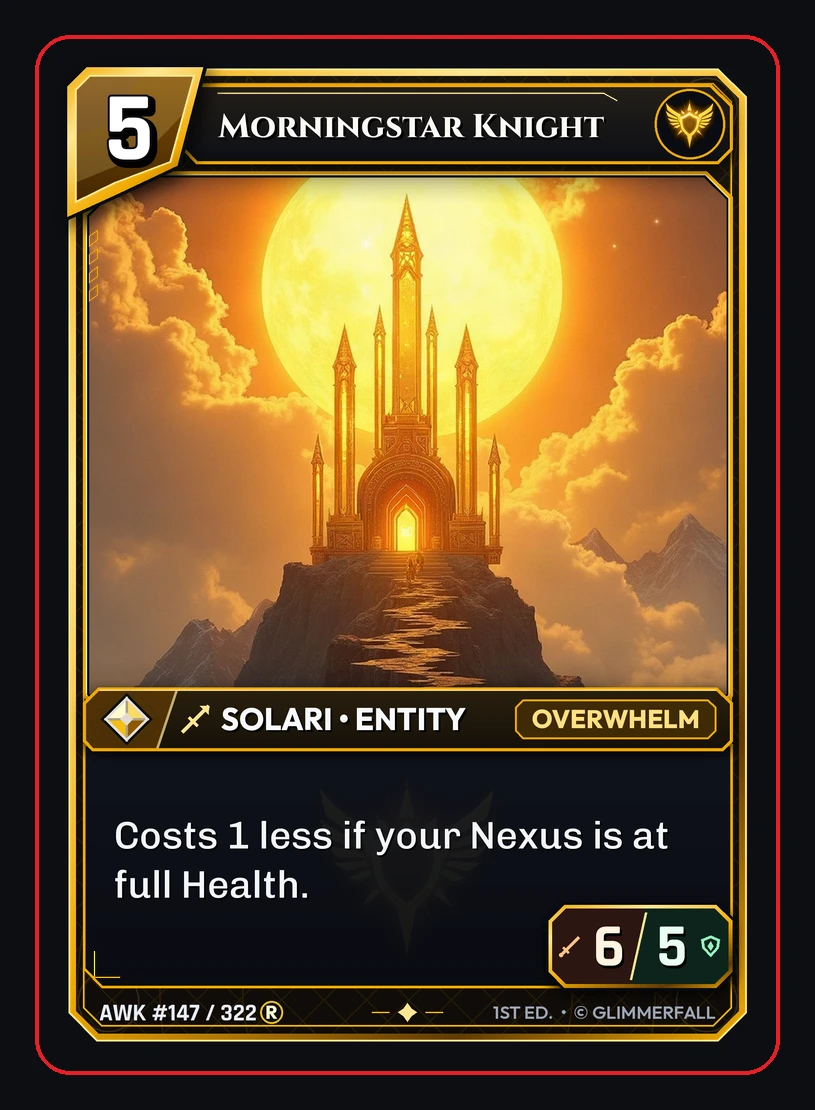 5
Morningstar Knight
SOLARI • ENTITY
OVERWHELM
Costs 1 less if your Nexus is at
full Health.
6 / 5
AWK #147 / 322 R
1ST ED. • © GLIMMERFALL